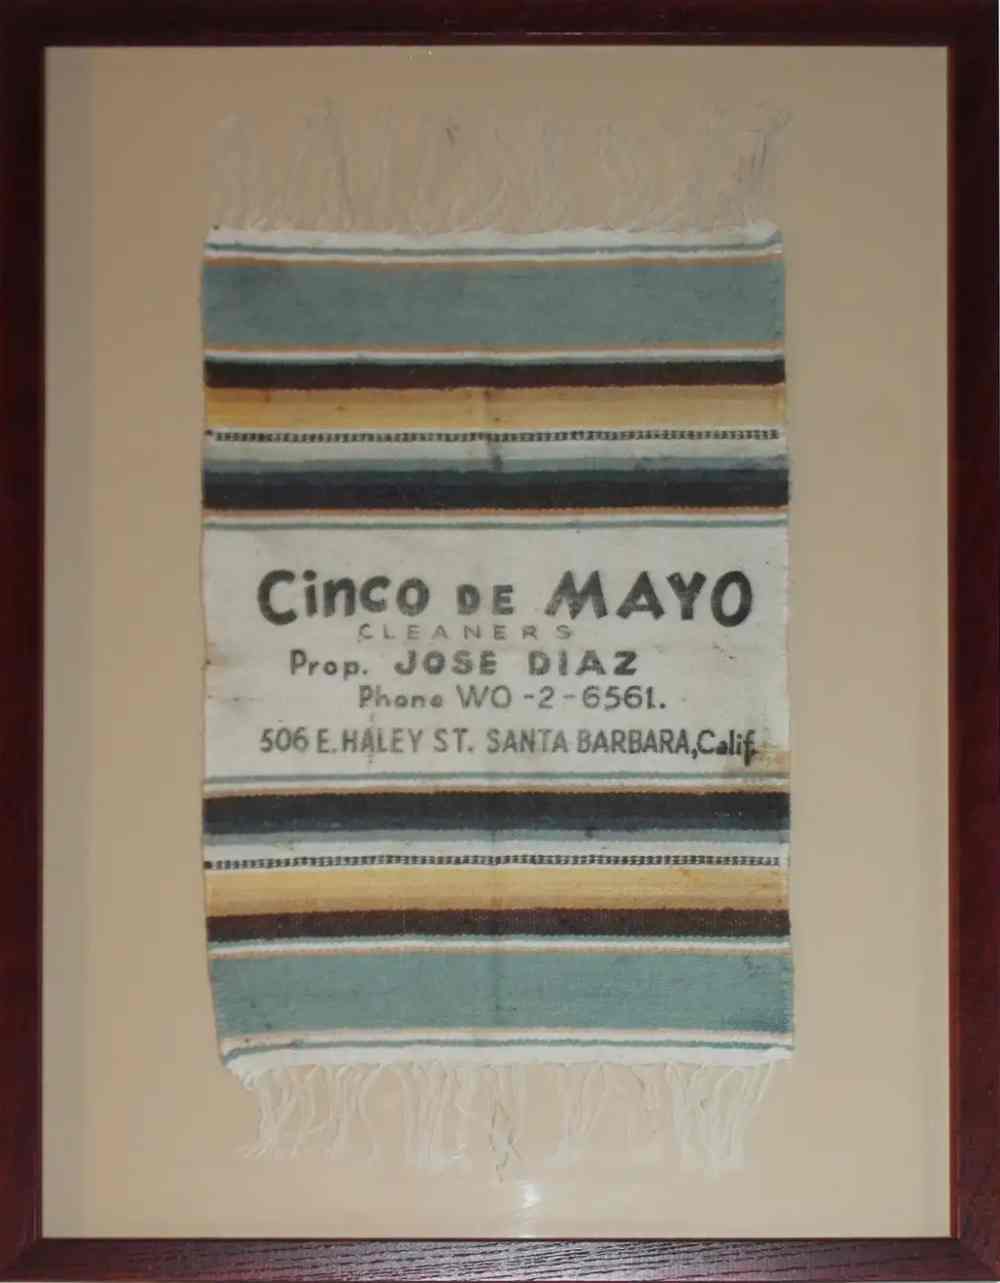 Cinco DE MAYO
CLEANERS
Prop. JOSE DIAZ
Phone WO-2-6561.
506 E. HALEY ST. SANTA BARBARA, Calif.